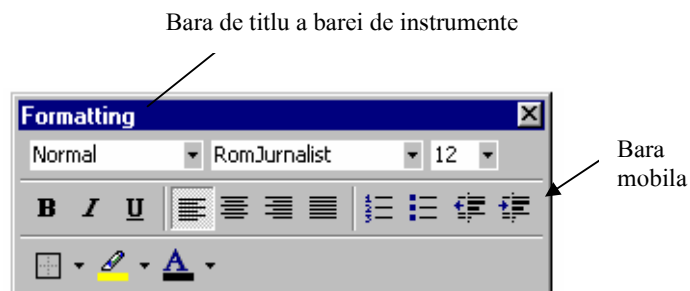 Bara de titlu a barei de instrumente
Formatting
Normal RomJurnalist 12
Bara
mobila
B I U
A